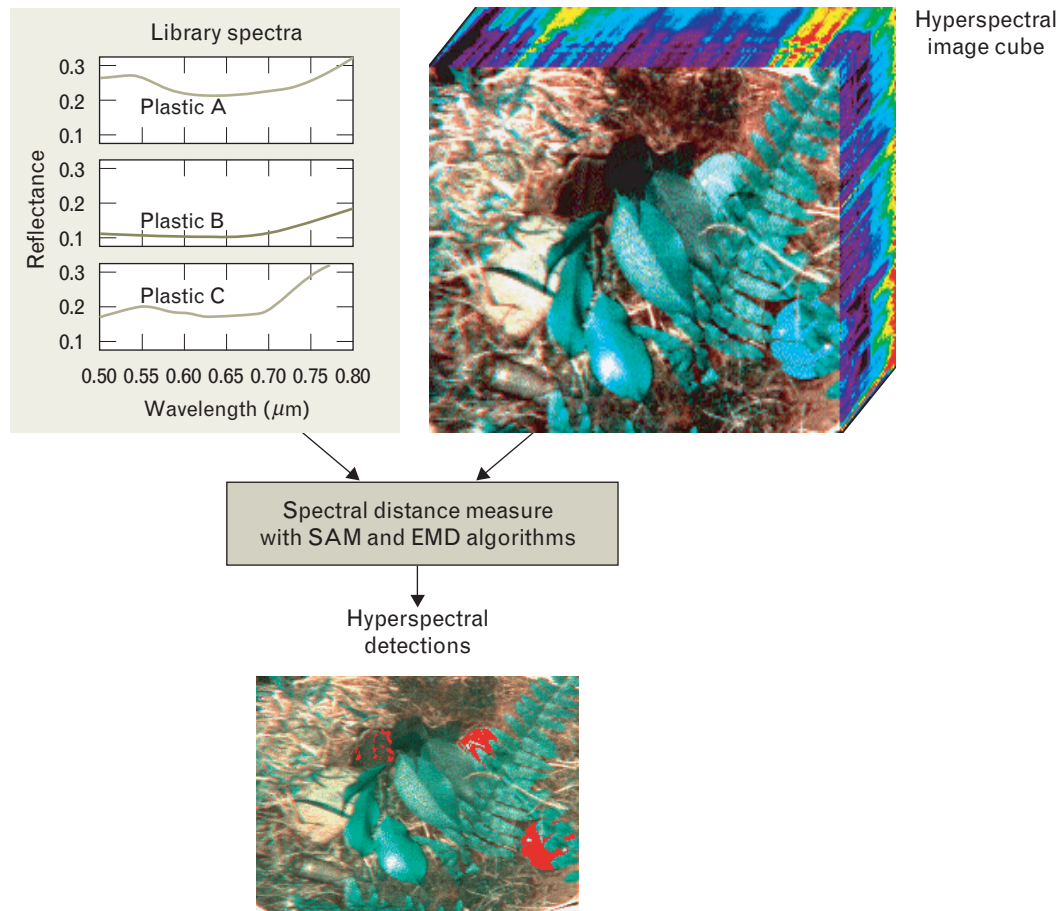 Library spectra
Hyperspectral
image cube
Reflectance
0.3
0.2
0.1
Plastic A
0.3
0.2
0.1
Plastic B
0.3
0.2
0.1
Plastic C
0.50 0.55 0.60 0.65 0.70 0.75 0.80
Wavelength (μm)
Spectral distance measure
with SAM and EMD algorithms
Hyperspectral
detections